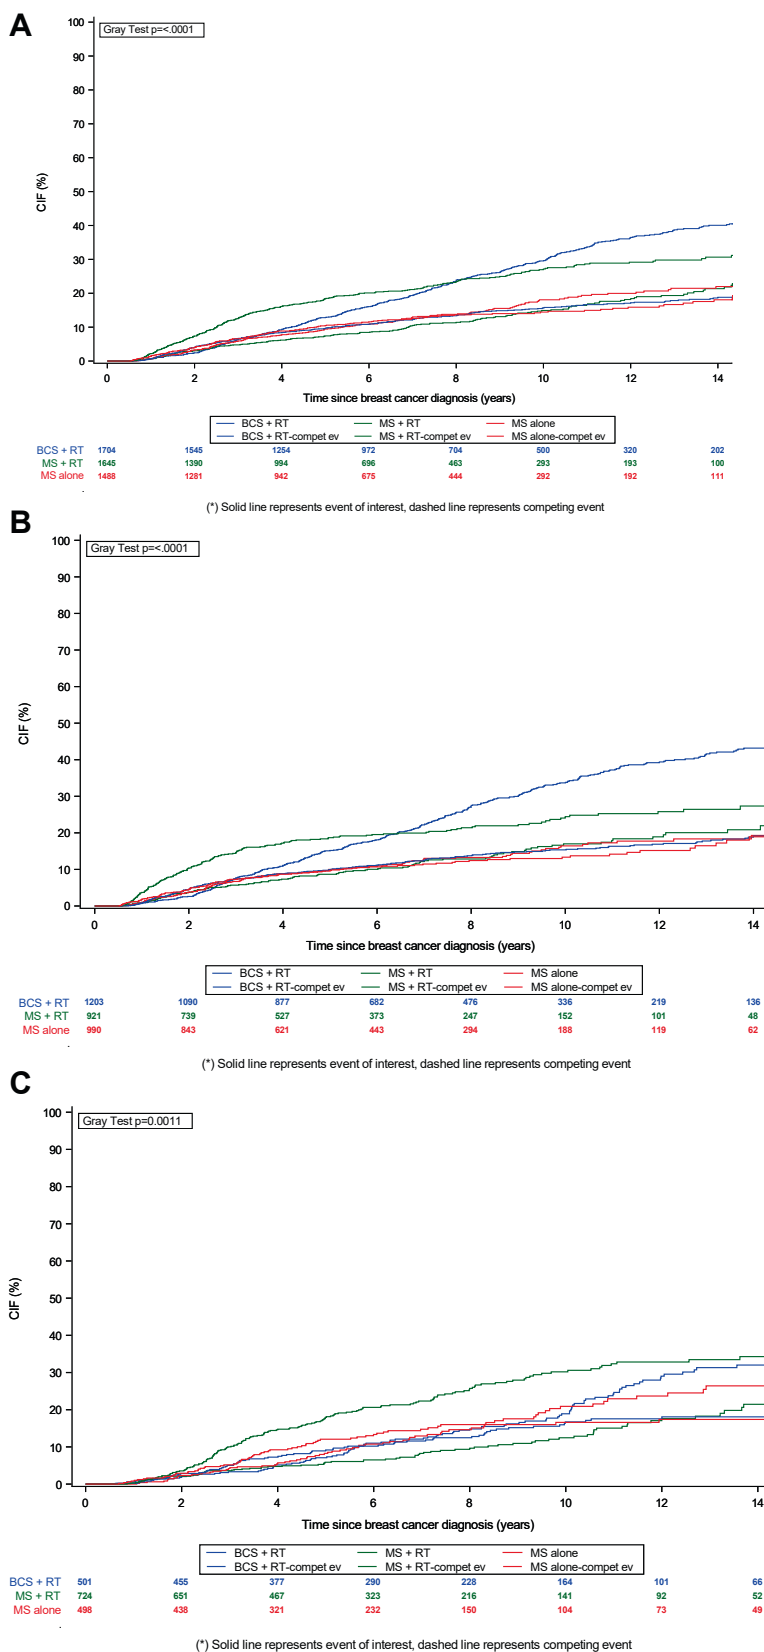 A
Gray Test p=<.0001
100
90
80
70
60
50
40
30
20
10
0
CIF (%)
0 2 4 6 8 10 12 14
Time since breast cancer diagnosis (years)
BCS + RT MS + RT MS alone
BCS + RT-compet ev MS + RT-compet ev MS alone-compet ev
BCS + RT 1704 1545 1254 972 704 500 320 202
MS + RT 1645 1390 994 696 463 293 193 100
MS alone 1488 1281 942 675 444 292 192 111
.
(*) Solid line represents event of interest, dashed line represents competing event
B
Gray Test p=<.0001
100
90
80
70
60
50
40
30
20
10
0
CIF (%)
0 2 4 6 8 10 12 14
Time since breast cancer diagnosis (years)
BCS + RT MS + RT MS alone
BCS + RT-compet ev MS + RT-compet ev MS alone-compet ev
BCS + RT 1203 1090 877 682 476 336 219 136
MS + RT 921 739 527 373 247 152 101 48
MS alone 990 843 621 443 294 188 119 62
.
(*) Solid line represents event of interest, dashed line represents competing event
C
Gray Test p=0.0011
100
90
80
70
60
50
40
30
20
10
0
CIF (%)
0 2 4 6 8 10 12 14
Time since breast cancer diagnosis (years)
BCS + RT MS + RT MS alone
BCS + RT-compet ev MS + RT-compet ev MS alone-compet ev
BCS + RT 501 455 377 290 228 164 101 66
MS + RT 724 651 467 323 216 141 92 52
MS alone 498 438 321 232 150 104 73 49
.
(*) Solid line represents event of interest, dashed line represents competing event